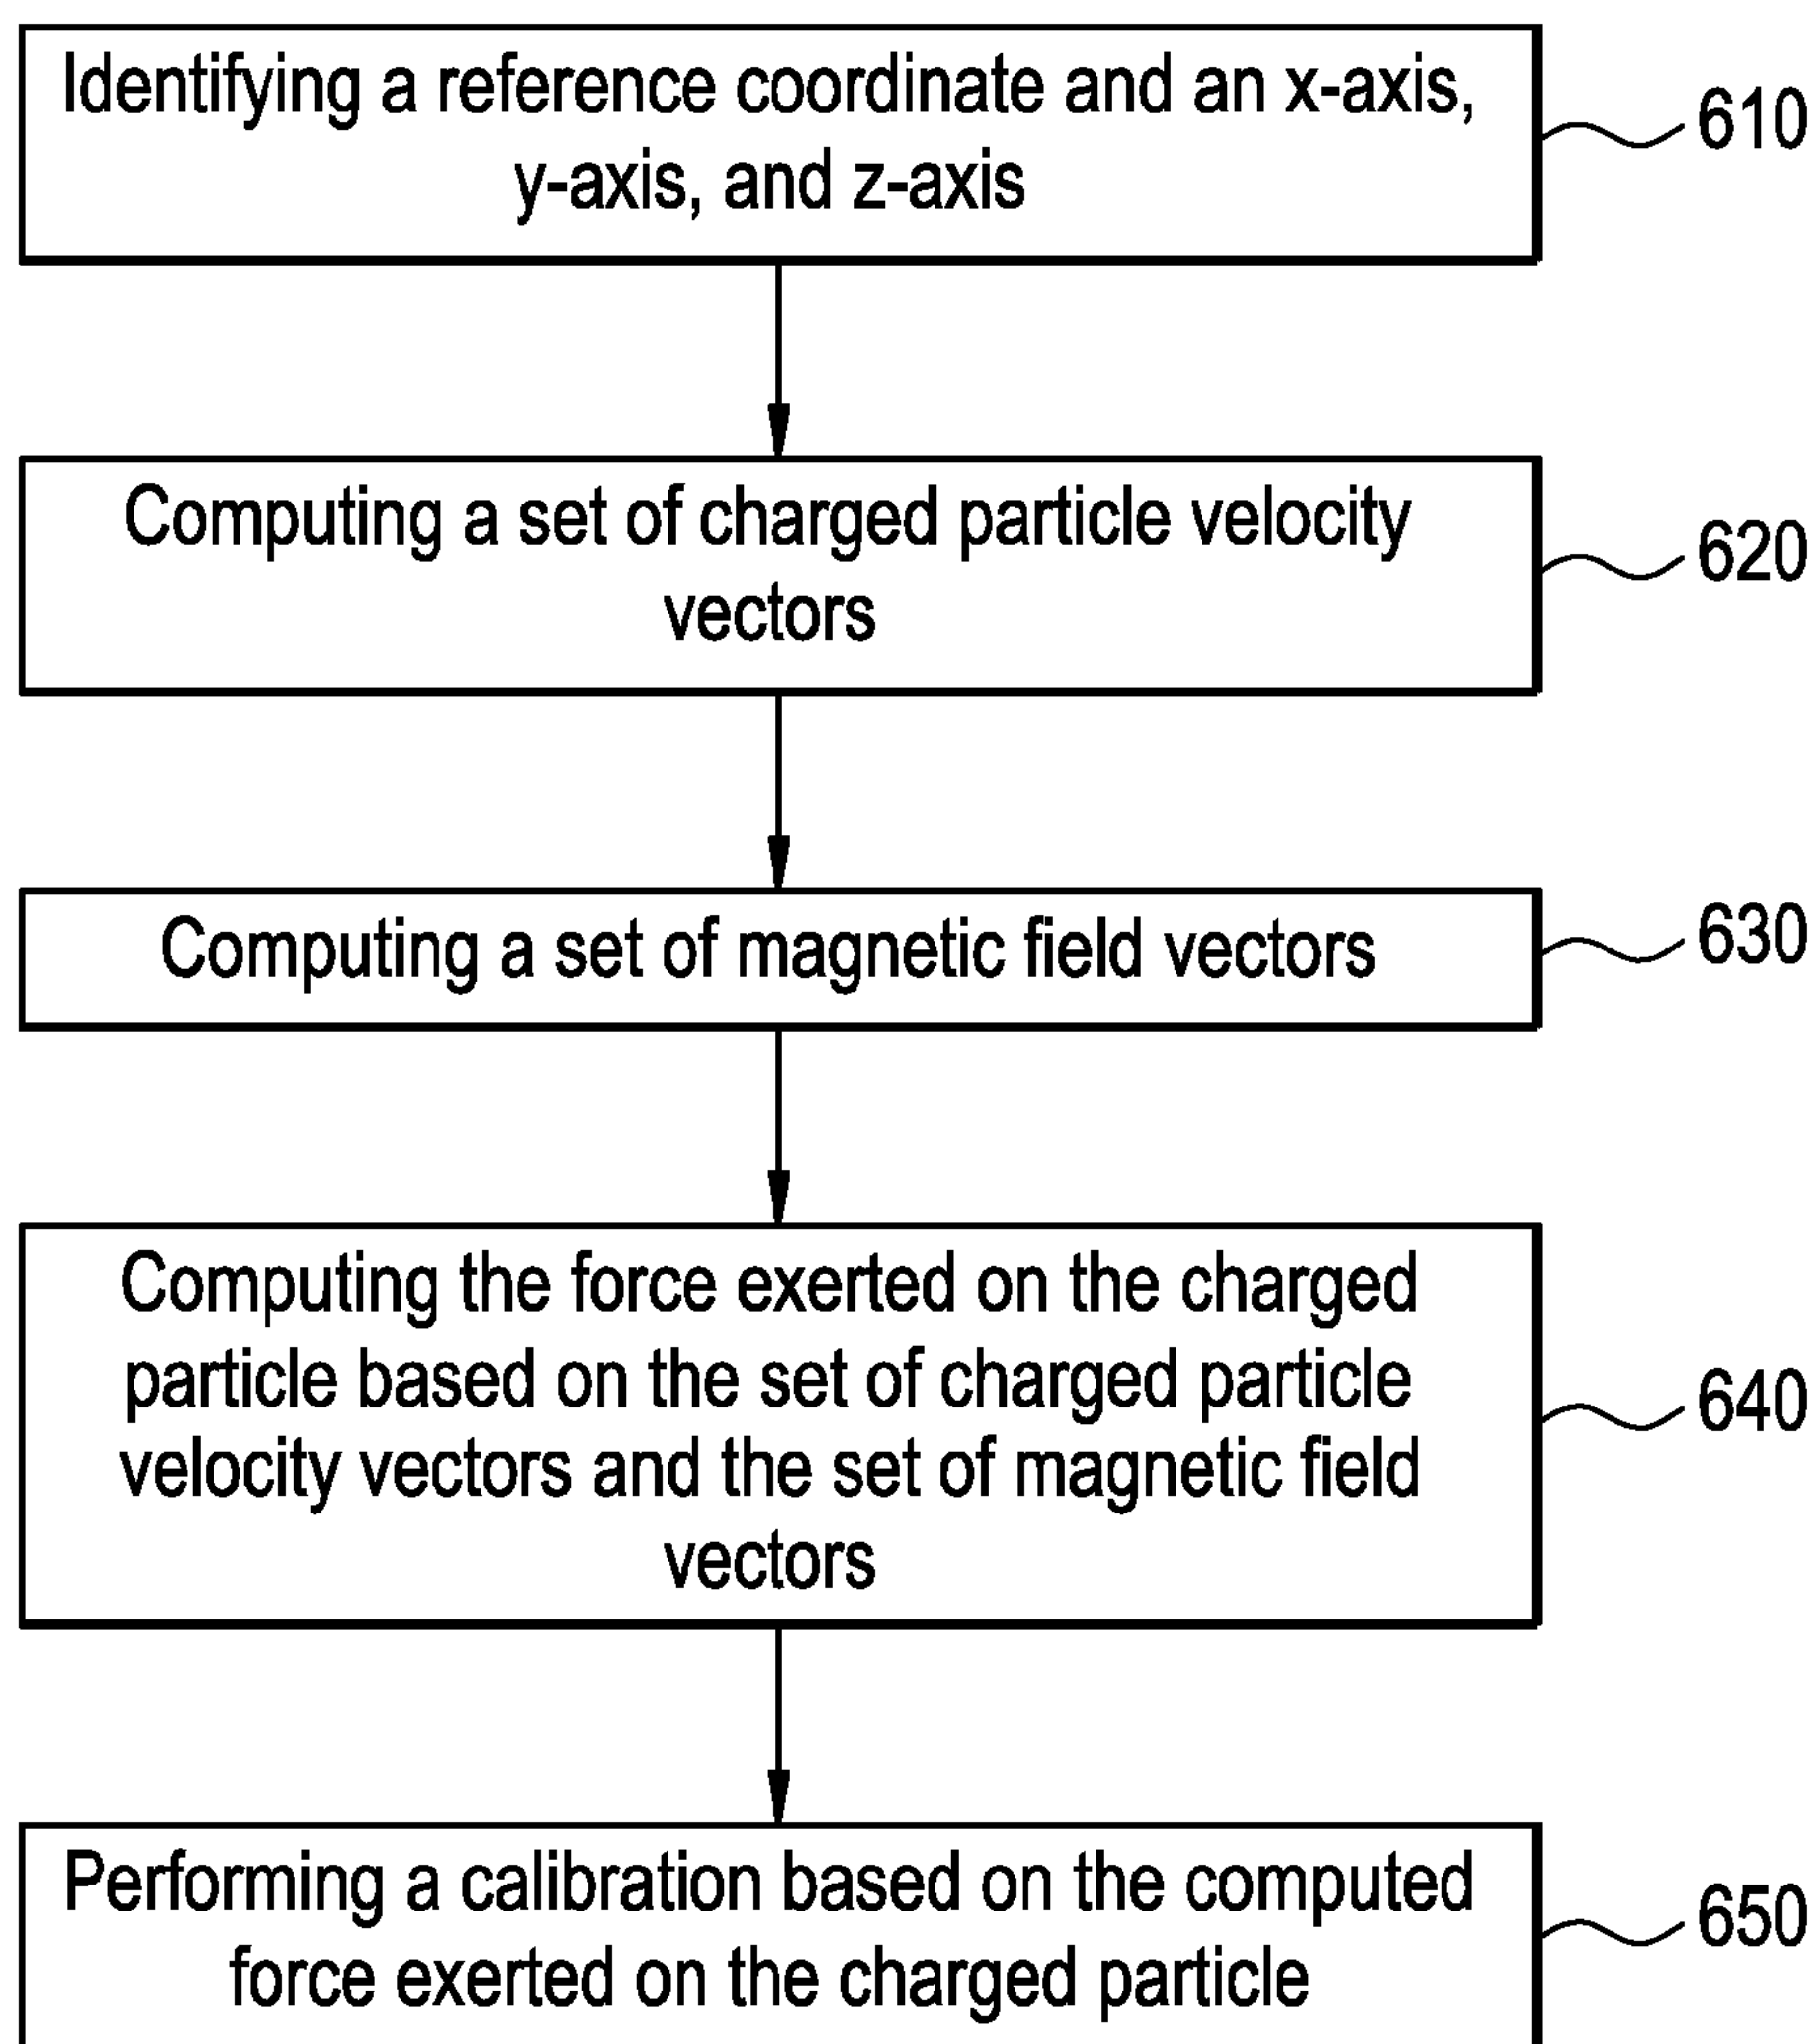 Identifying a reference coordinate and an x-axis,
y-axis, and z-axis
610
Computing a set of charged particle velocity
vectors
620
Computing a set of magnetic field vectors
630
Computing the force exerted on the charged
particle based on the set of charged particle
velocity vectors and the set of magnetic field
vectors
640
Performing a calibration based on the computed
force exerted on the charged particle
650